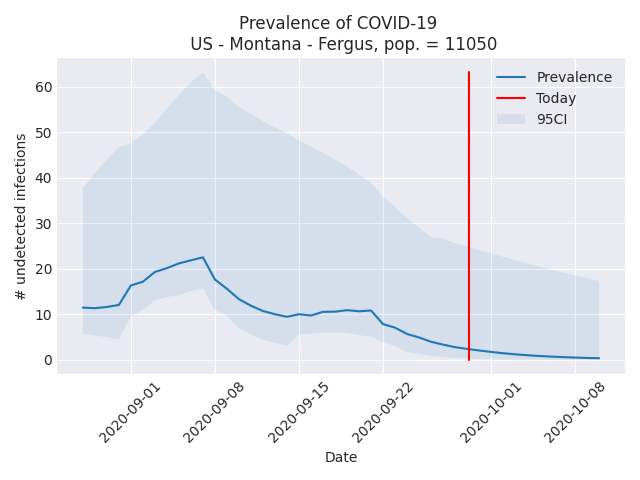 Prevalence of COVID-19
US - Montana - Fergus, pop. = 11050
Prevalence
Today
95CI
# undetected infections
60
50
40
30
20
10
0
2020-09-01
2020-09-08
2020-09-15
2020-09-22
2020-10-01
2020-10-08
Date